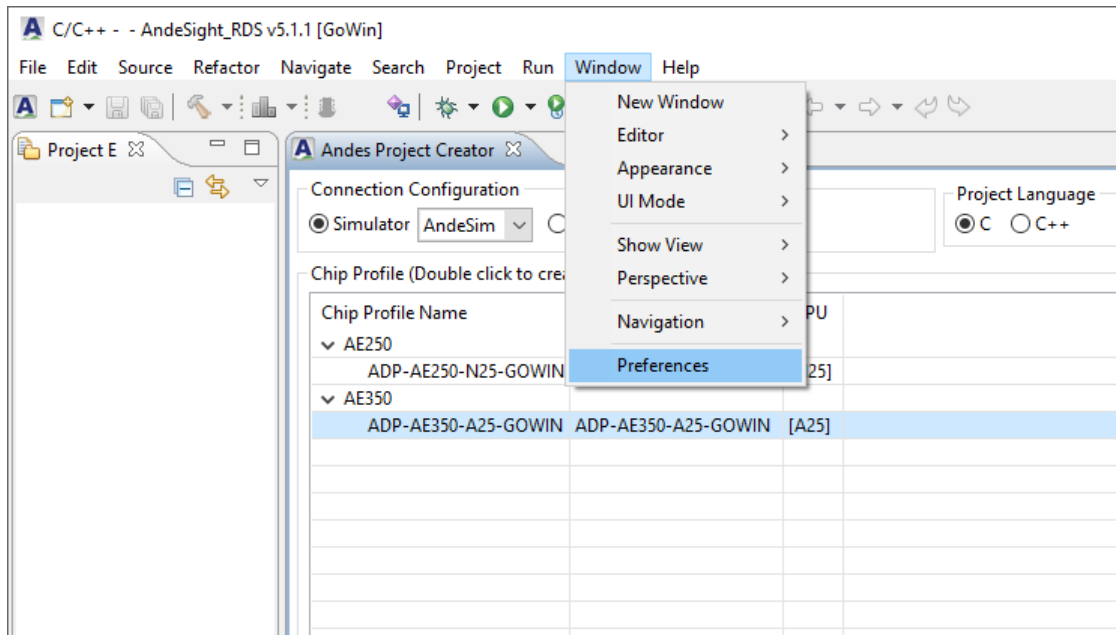 C/C++ - - AndeSight_RDS v5.1.1 [GoWin]
File Edit Source Refactor Navigate Search Project Run Window Help
New Window
Editor
Appearance
UI Mode
Show View
Perspective
Navigation
Preferences
Project E
Andes Project Creator
Connection Configuration
Simulator AndeSim
Project Language
C C++
Chip Profile (Double click to crea
Chip Profile Name PU
AE250
ADP-AE250-N25-GOWIN 25]
AE350
ADP-AE350-A25-GOWIN ADP-AE350-A25-GOWIN [A25]